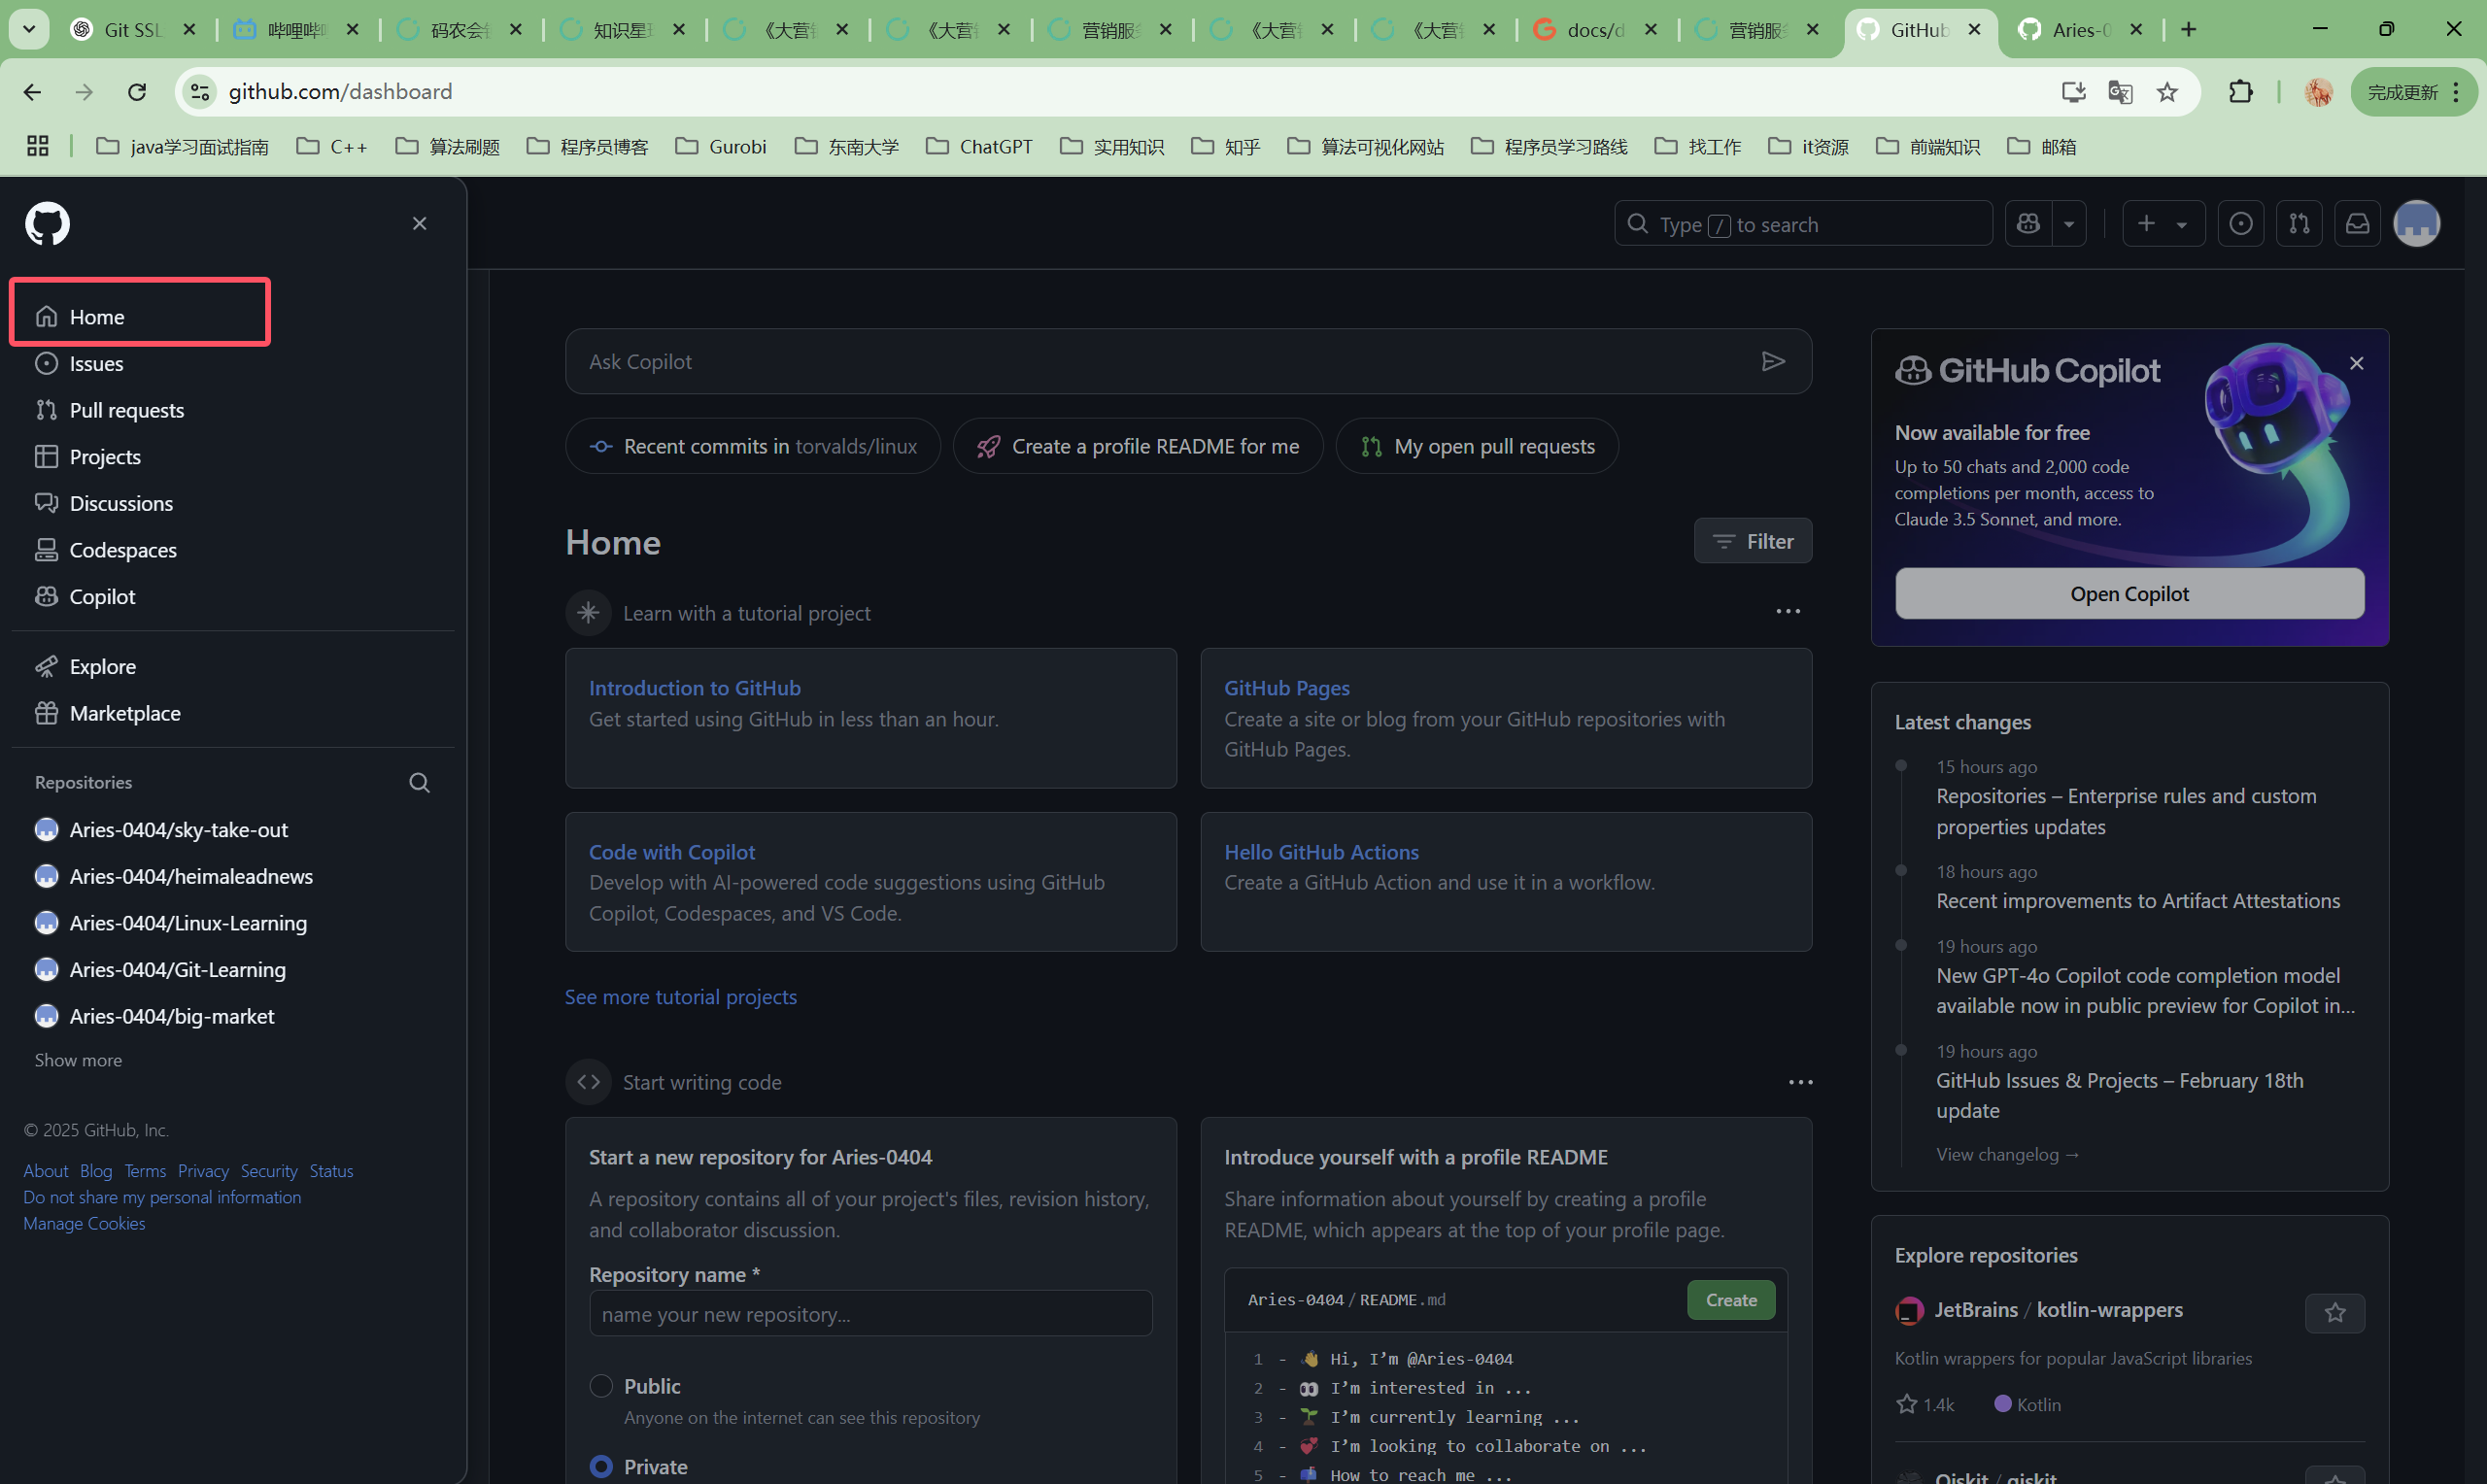 Git SSL
哔哩哔
码农会
知识星
《大营
《大营
营销服
《大营
《大营
docs/d
营销服
GitHub
Aries-0
github.com/dashboard
完成更新
java学习面试指南
C++
算法刷题
程序员博客
Gurobi
东南大学
ChatGPT
实用知识
知乎
算法可视化网站
程序员学习路线
找工作
it资源
前端知识
邮箱
Type / to search
Home
Issues
Pull requests
Projects
Discussions
Codespaces
Copilot
Explore
Marketplace
Repositories
Aries-0404/sky-take-out
Aries-0404/heimaleadnews
Aries-0404/Linux-Learning
Aries-0404/Git-Learning
Aries-0404/big-market
Show more
© 2025 GitHub, Inc.
About Blog Terms Privacy Security Status
Do not share my personal information
Manage Cookies
Ask Copilot
Recent commits in torvalds/linux
Create a profile README for me
My open pull requests
Home
Filter
Learn with a tutorial project
Introduction to GitHub
Get started using GitHub in less than an hour.
GitHub Pages
Create a site or blog from your GitHub repositories with
GitHub Pages.
Code with Copilot
Develop with AI-powered code suggestions using GitHub
Copilot, Codespaces, and VS Code.
Hello GitHub Actions
Create a GitHub Action and use it in a workflow.
See more tutorial projects
Start writing code
Start a new repository for Aries-0404
A repository contains all of your project's files, revision history,
and collaborator discussion.
Repository name *
name your new repository...
Public
Anyone on the internet can see this repository
Private
Introduce yourself with a profile README
Share information about yourself by creating a profile
README, which appears at the top of your profile page.
Aries-0404 / README.md
Create
1 - 👋 Hi, I’m @Aries-0404
2 - 👀 I’m interested in ...
3 - 🌱 I’m currently learning ...
4 - 💞️ I’m looking to collaborate on ...
5 - 📫 How to reach me ...
GitHub Copilot
Now available for free
Up to 50 chats and 2,000 code
completions per month, access to
Claude 3.5 Sonnet, and more.
Open Copilot
Latest changes
15 hours ago
Repositories – Enterprise rules and custom
properties updates
18 hours ago
Recent improvements to Artifact Attestations
19 hours ago
New GPT-4o Copilot code completion model
available now in public preview for Copilot in...
19 hours ago
GitHub Issues & Projects – February 18th
update
View changelog →
Explore repositories
JetBrains / kotlin-wrappers
Kotlin wrappers for popular JavaScript libraries
1.4k
Kotlin
Qiskit / qiskit